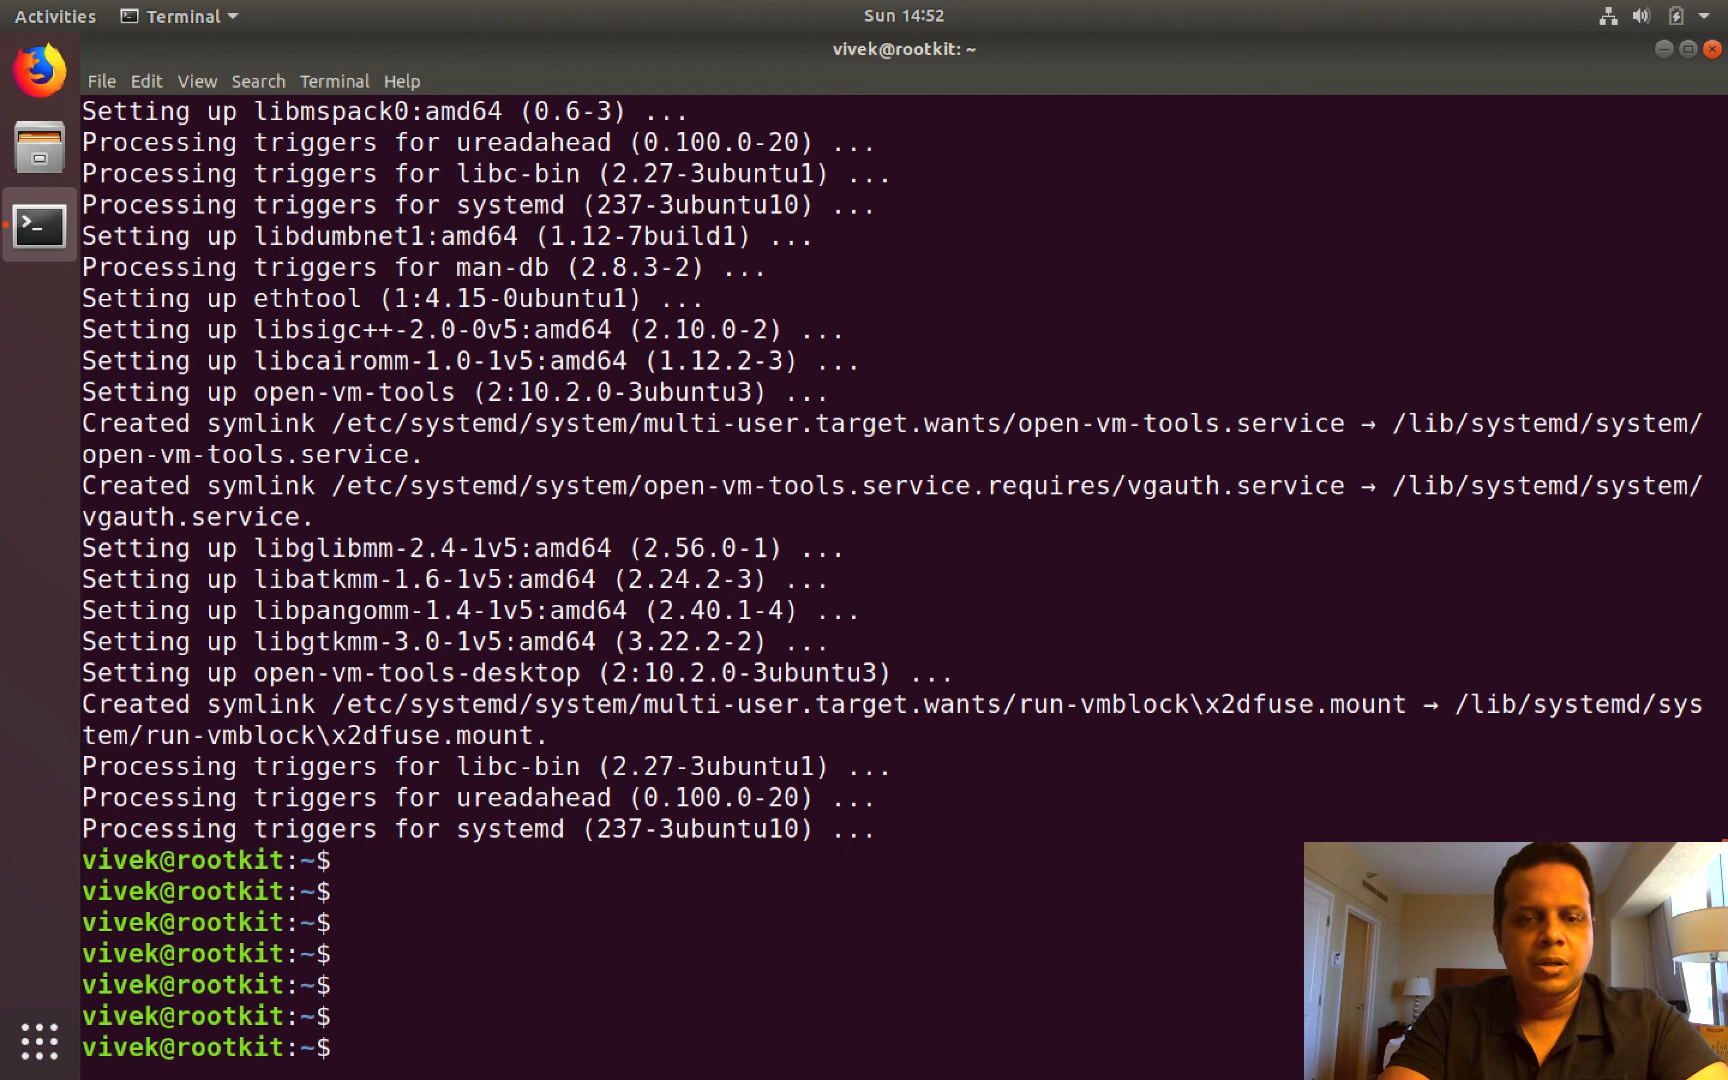 Activities Terminal Sun 14:52
vivek@rootkit: ~
File Edit View Search Terminal Help
Setting up libmspack0:amd64 (0.6-3) ...
Processing triggers for ureadahead (0.100.0-20) ...
Processing triggers for libc-bin (2.27-3ubuntu1) ...
Processing triggers for systemd (237-3ubuntu10) ...
Setting up libdumbnet1:amd64 (1.12-7build1) ...
Processing triggers for man-db (2.8.3-2) ...
Setting up ethtool (1:4.15-0ubuntu1) ...
Setting up libsigc++-2.0-0v5:amd64 (2.10.0-2) ...
Setting up libcairomm-1.0-1v5:amd64 (1.12.2-3) ...
Setting up open-vm-tools (2:10.2.0-3ubuntu3) ...
Created symlink /etc/systemd/system/multi-user.target.wants/open-vm-tools.service → /lib/systemd/system/
open-vm-tools.service.
Created symlink /etc/systemd/system/open-vm-tools.service.requires/vgauth.service → /lib/systemd/system/
vgauth.service.
Setting up libglibmm-2.4-1v5:amd64 (2.56.0-1) ...
Setting up libatkmm-1.6-1v5:amd64 (2.24.2-3) ...
Setting up libpangomm-1.4-1v5:amd64 (2.40.1-4) ...
Setting up libgtkmm-3.0-1v5:amd64 (3.22.2-2) ...
Setting up open-vm-tools-desktop (2:10.2.0-3ubuntu3) ...
Created symlink /etc/systemd/system/multi-user.target.wants/run-vmblock\x2dfuse.mount → /lib/systemd/sys
tem/run-vmblock\x2dfuse.mount.
Processing triggers for libc-bin (2.27-3ubuntu1) ...
Processing triggers for ureadahead (0.100.0-20) ...
Processing triggers for systemd (237-3ubuntu10) ...
vivek@rootkit:~$
vivek@rootkit:~$
vivek@rootkit:~$
vivek@rootkit:~$
vivek@rootkit:~$
vivek@rootkit:~$
vivek@rootkit:~$